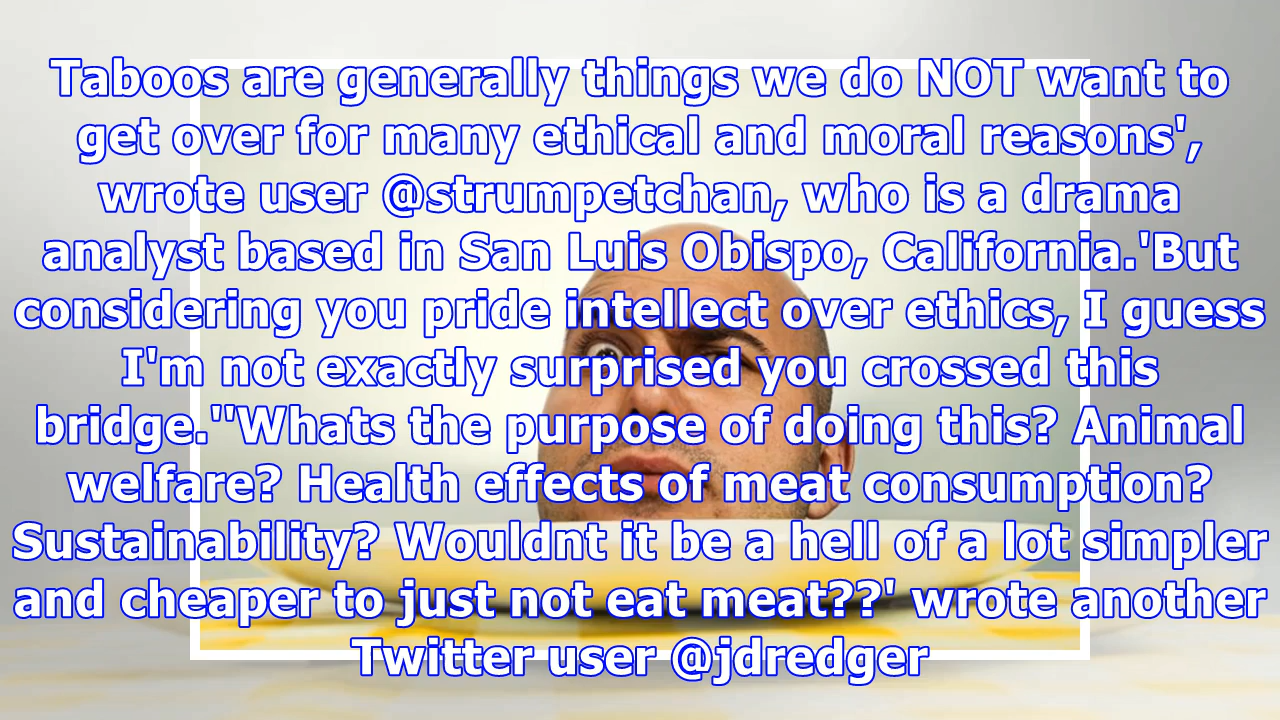 Taboos are generally things we do NOT want to
get over for many ethical and moral reasons',
wrote user @strumpetchan, who is a drama
analyst based in San Luis Obispo, California.'But
considering you pride intellect over ethics, I guess
I'm not exactly surprised you crossed this
bridge.''Whats the purpose of doing this? Animal
welfare? Health effects of meat consumption?
Sustainability? Wouldnt it be a hell of a lot simpler
and cheaper to just not eat meat??' wrote another
Twitter user @jdredger